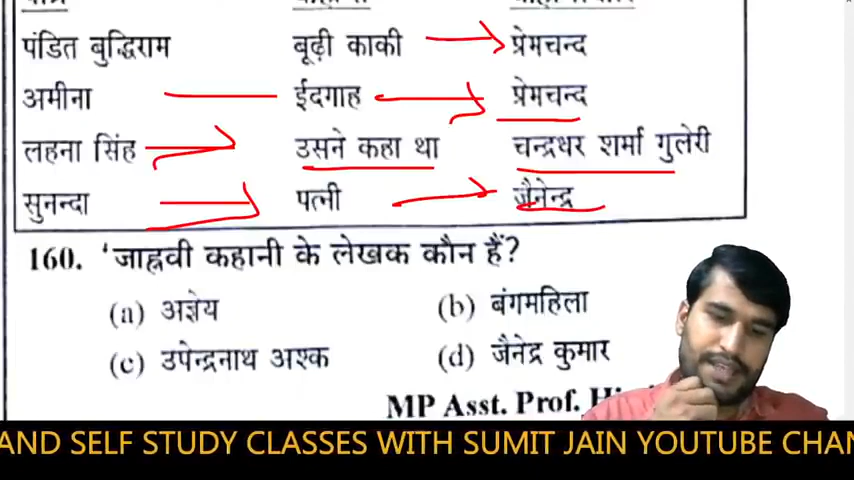 पंडित बुद्धिराम बूढ़ी काकी प्रेमचन्द
अमीना ईदगाह प्रेमचन्द
लहना सिंह उसने कहा था चन्द्रधर शर्मा गुलेरी
सुनन्दा पत्नी जैनेन्द्र
160. 'जाह्नवी कहानी के लेखक कौन हैं?
(a) अज्ञेय (b) बंगमहिला
(c) उपेन्द्रनाथ अश्क (d) जैनेद्र कुमार
MP Asst. Prof.
AND SELF STUDY CLASSES WITH SUMIT JAIN YOUTUBE